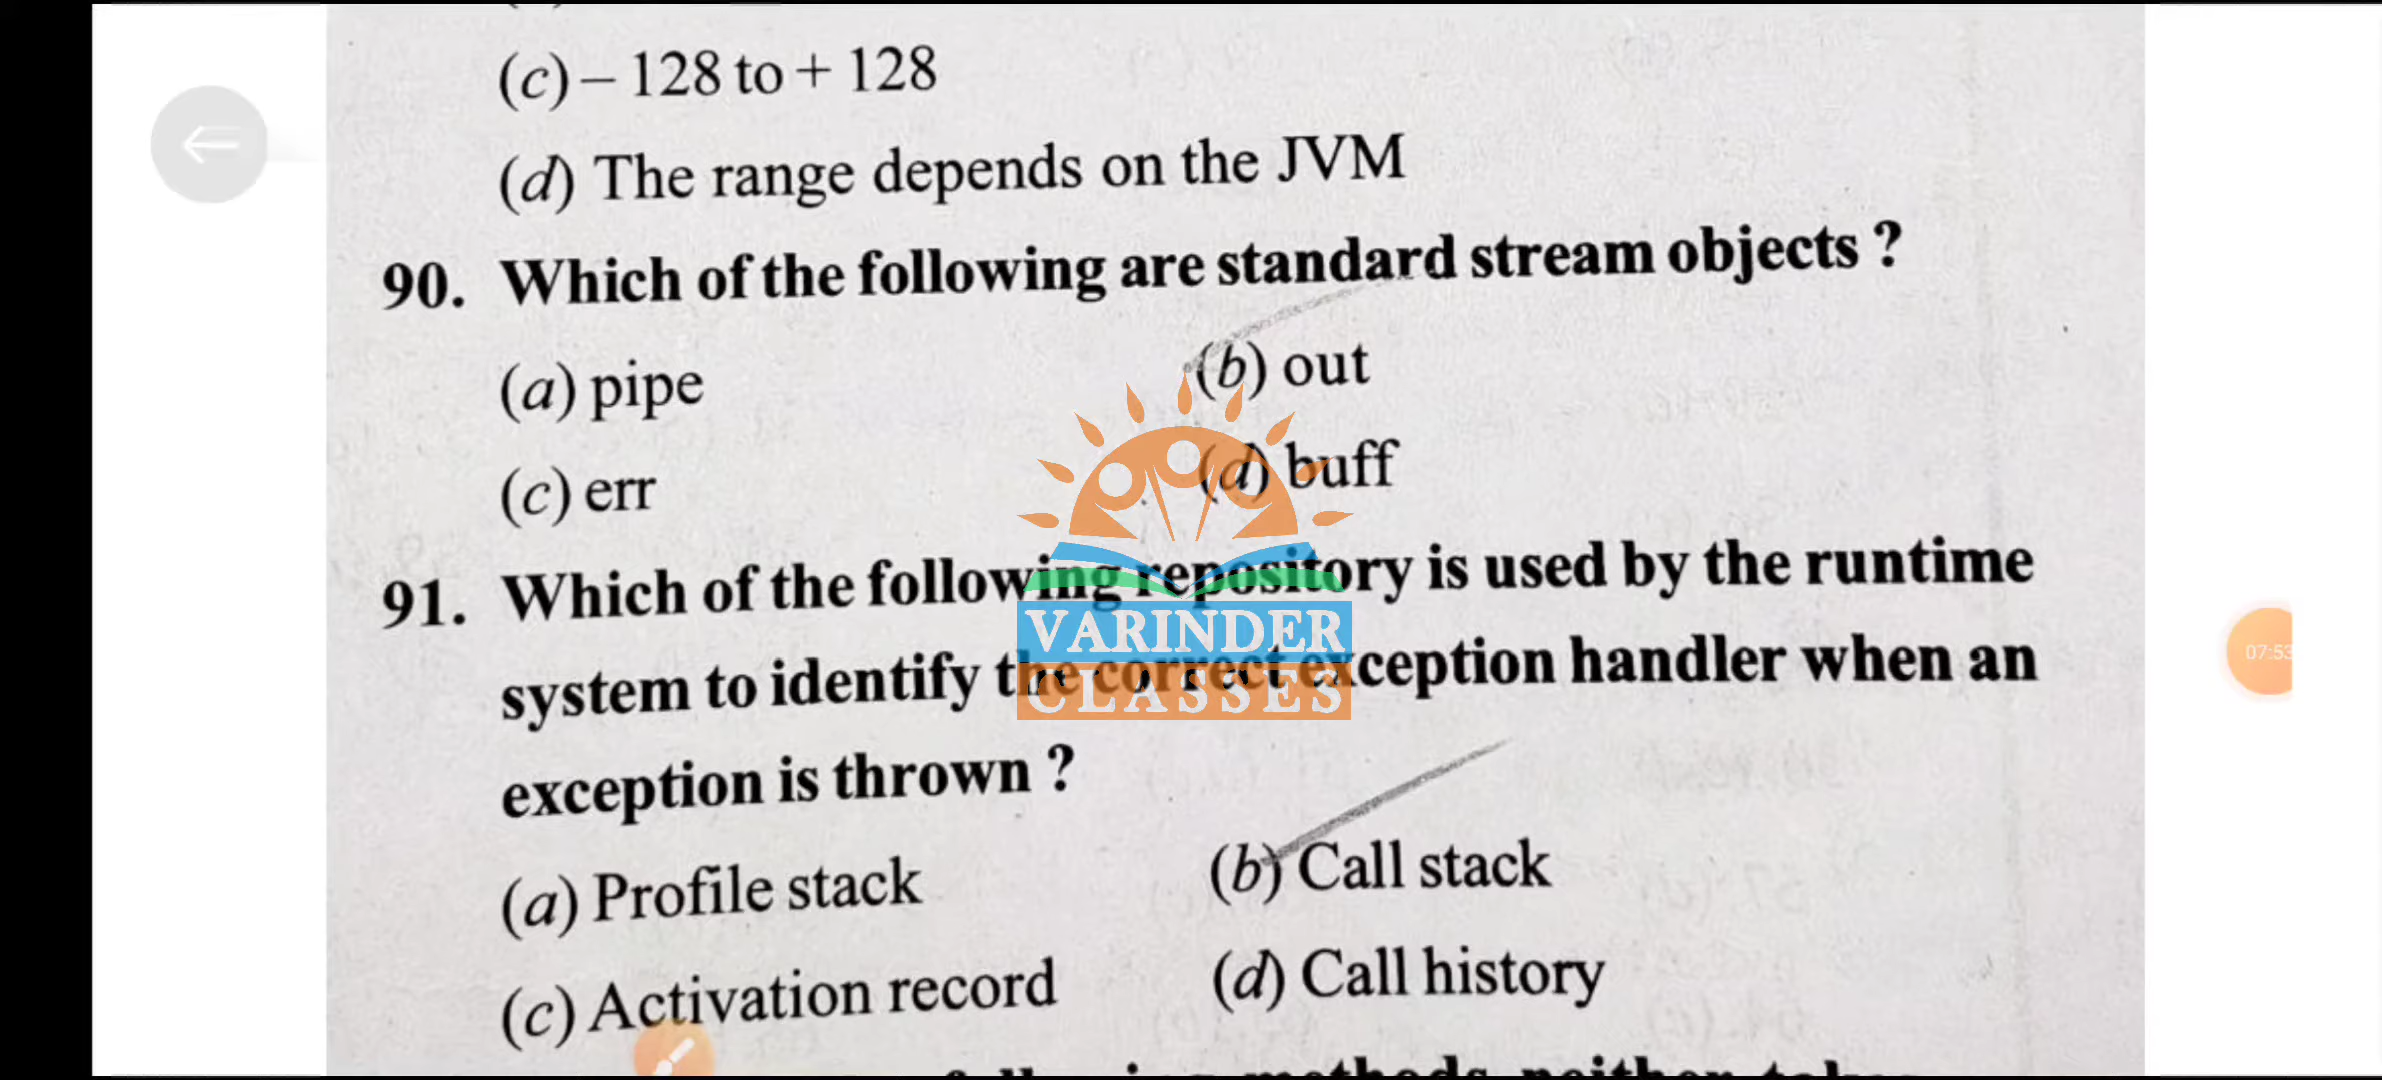 (c) – 128 to + 128
(d) The range depends on the JVM
90. Which of the following are standard stream objects ?
(a) pipe (b) out
(c) err (d) buff
91. Which of the following repository is used by the runtime
VARINDER
system to identify the correct exception handler when an
CLASSES
exception is thrown ?
(a) Profile stack (b) Call stack
(c) Activation record (d) Call history
07:53